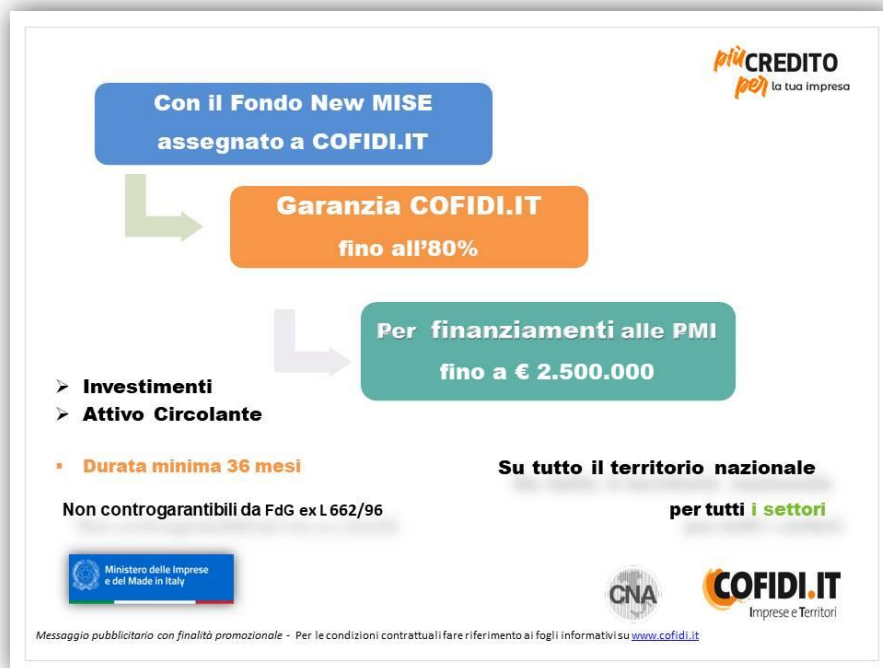 più CREDITO
per la tua impresa
Con il Fondo New MISE
assegnato a COFIDI.IT
Garanzia COFIDI.IT
fino all'80%
Per finanziamenti alle PMI
fino a € 2.500.000
➢ Investimenti
➢ Attivo Circolante
▪ Durata minima 36 mesi
Su tutto il territorio nazionale
Non controgarantibili da FdG ex L 662/96
per tutti i settori
Ministero delle Imprese
e del Made in Italy
CNA
COFIDI.IT
Imprese e Territori
Messaggio pubblicitario con finalità promozionale - Per le condizioni contrattuali fare riferimento ai fogli informativi su www.cofidi.it